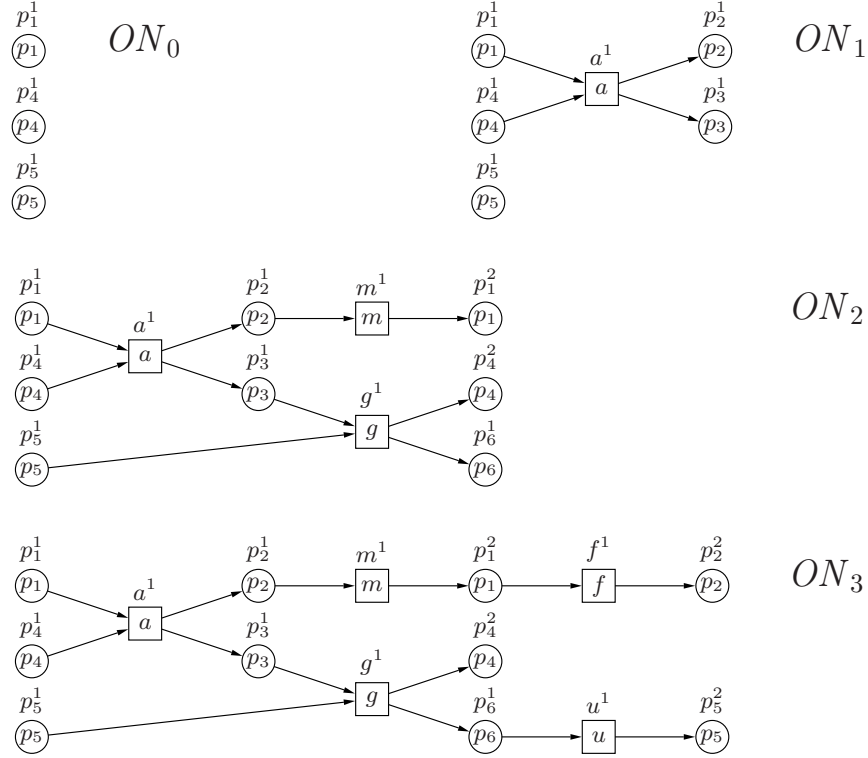 p_1^1 ON_0 p_1^1 p_2^1 ON_1
p_1 p_1 a^1 p_2
p_4^1 p_4^1 a p_3^1
p_4 p_4 p_3
p_5^1 p_5^1
p_5 p_5
p_1^1 p_2^1 m^1 p_1^2 ON_2
p_1 a^1 p_2 m p_1
p_4^1 a p_3^1 p_4^2
p_4 p_3 g^1 p_4
p_5^1 g p_6^1
p_5 p_6
p_1^1 p_2^1 m^1 p_1^2 f^1 p_2^2 ON_3
p_1 a^1 p_2 m p_1 f p_2
p_4^1 a p_3^1 p_4^2
p_4 p_3 g^1 p_4
p_5^1 g p_6^1 u^1 p_5^2
p_5 p_6 u p_5